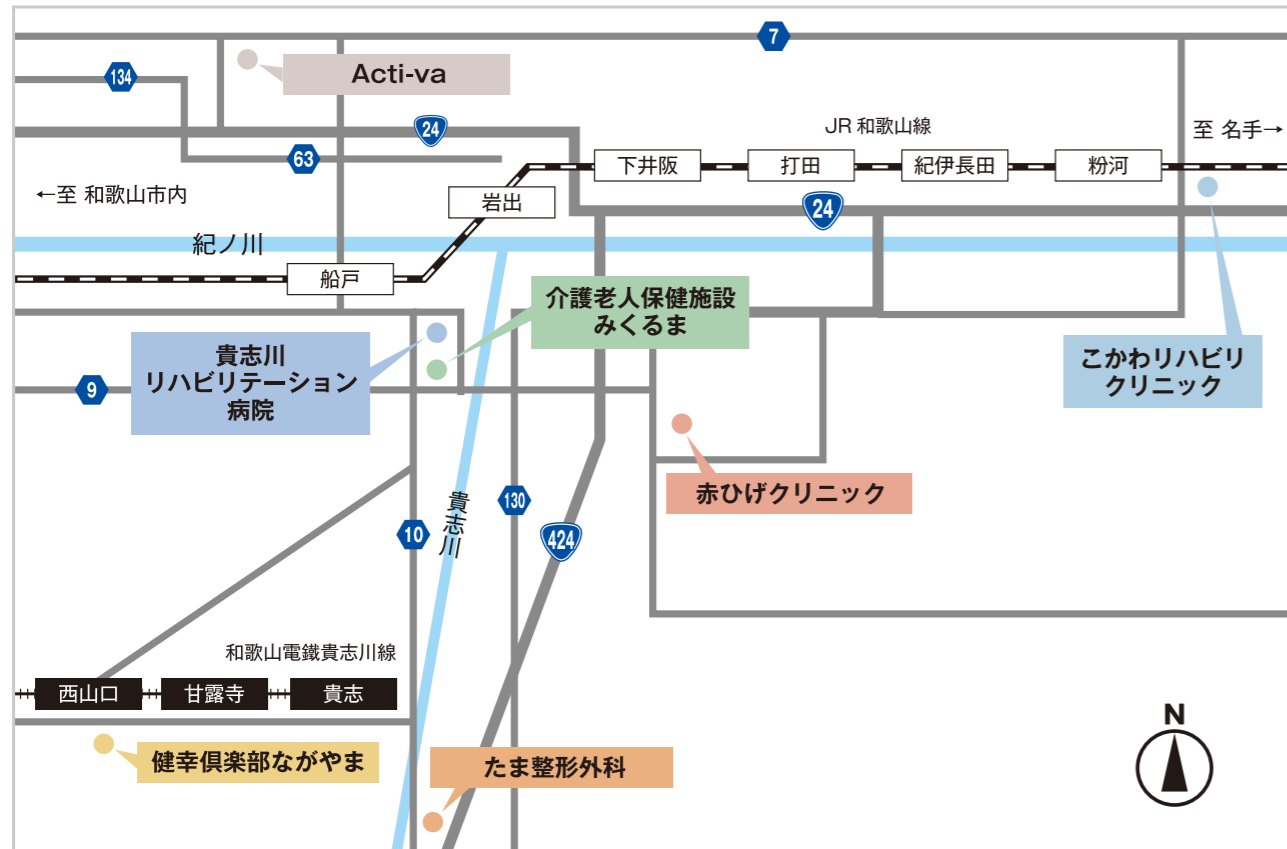 7
Acti-va
134
24
63
JR 和歌山線
至 名手→
下井阪
打田
紀伊長田
粉河
←至 和歌山市内
岩出
24
紀ノ川
船戸
介護老人保健施設
みくるま
貴志川
リハビリテーション
病院
こかわリハビリ
クリニック
9
赤ひげクリニック
130
貴志川
10
424
和歌山電鐵貴志川線
西山口
甘露寺
貴志
N
健幸倶楽部ながやま
たま整形外科